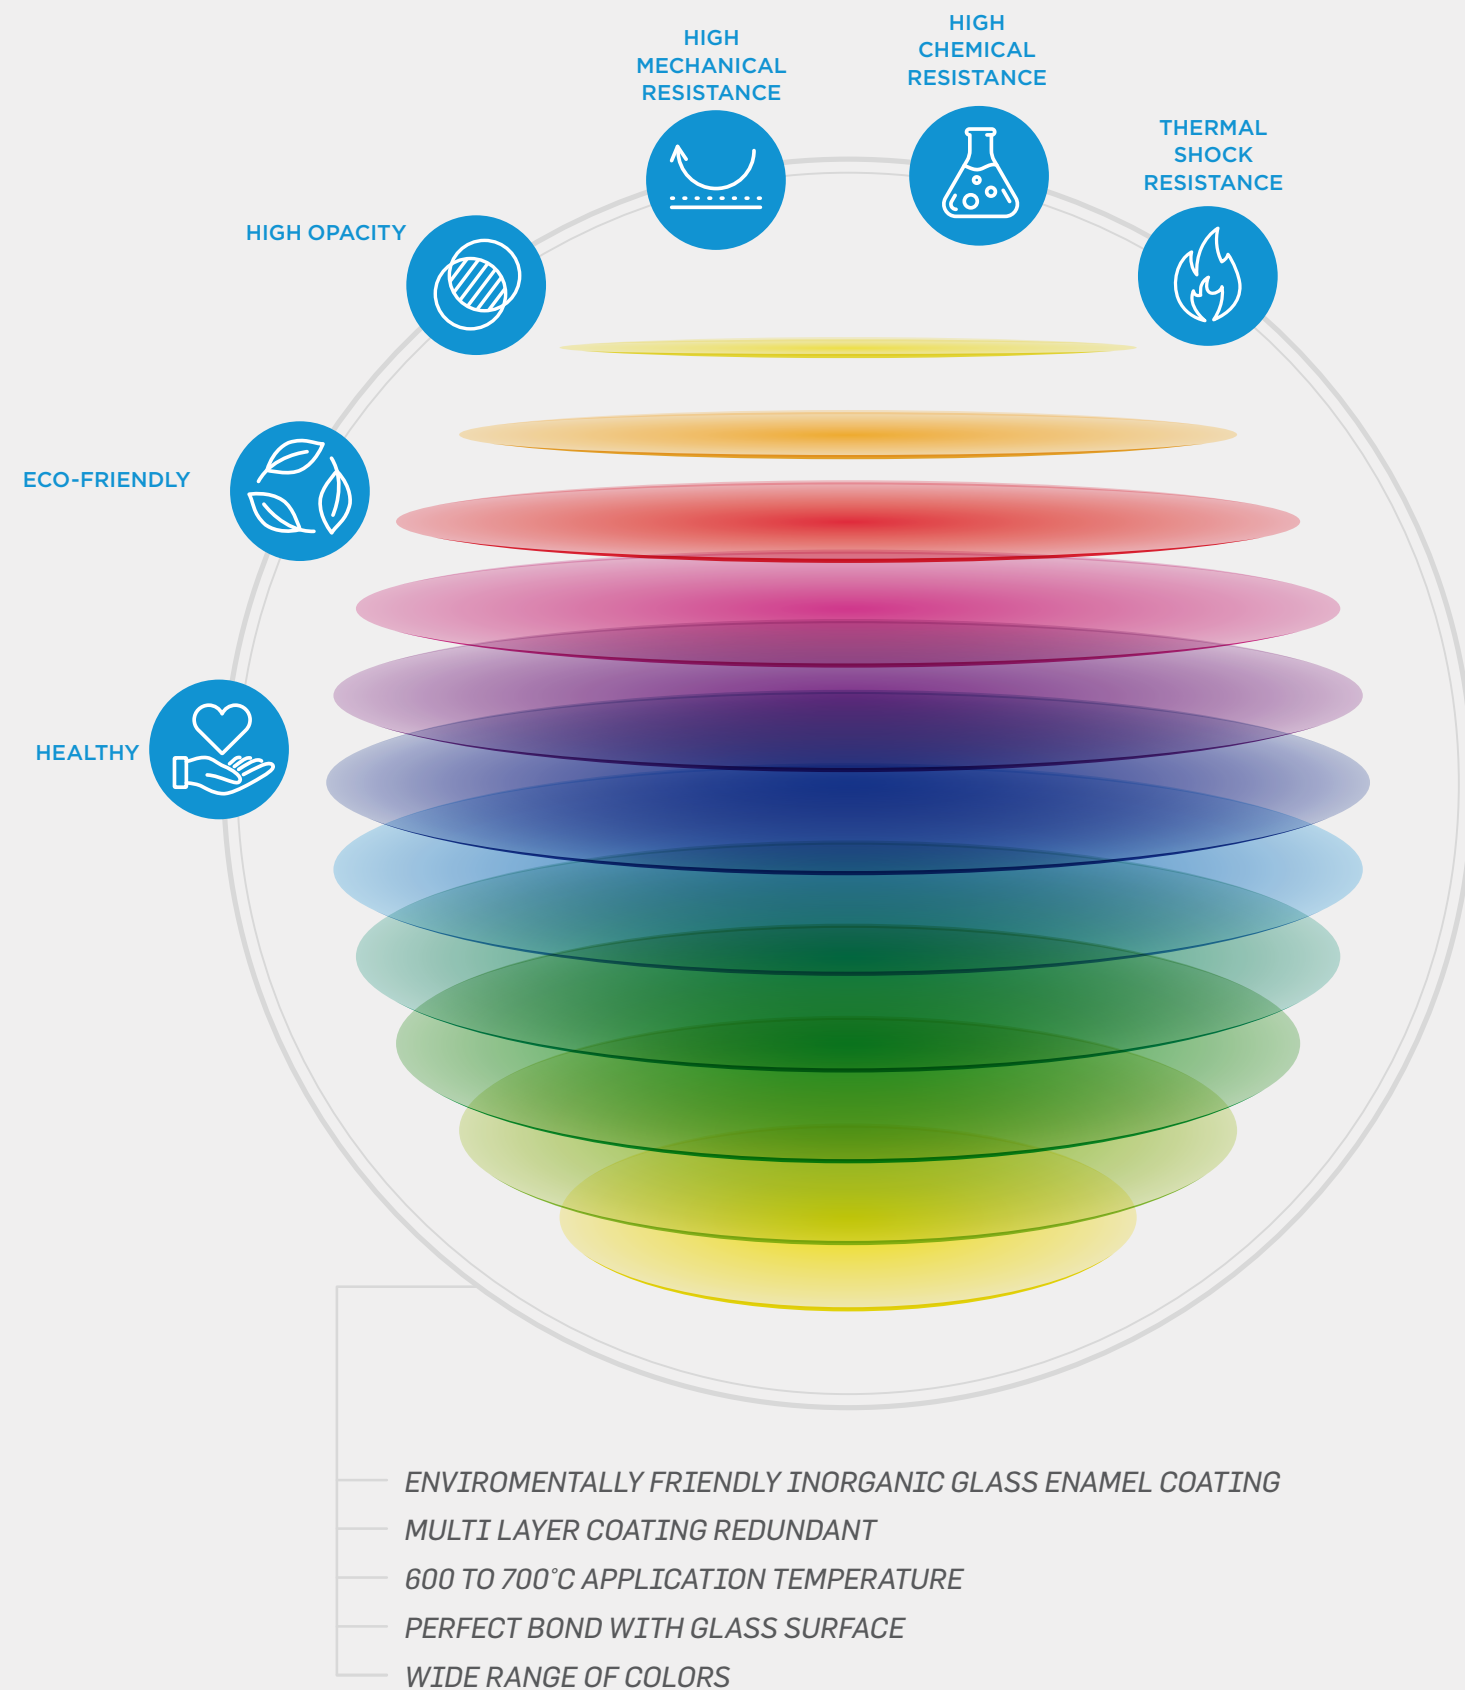 HIGH
MECHANICAL
RESISTANCE
HIGH
CHEMICAL
RESISTANCE
THERMAL
SHOCK
RESISTANCE
HIGH OPACITY
ECO-FRIENDLY
HEALTHY
ENVIROMENTALLY FRIENDLY INORGANIC GLASS ENAMEL COATING
MULTI LAYER COATING REDUNDANT
600 TO 700°C APPLICATION TEMPERATURE
PERFECT BOND WITH GLASS SURFACE
WIDE RANGE OF COLORS